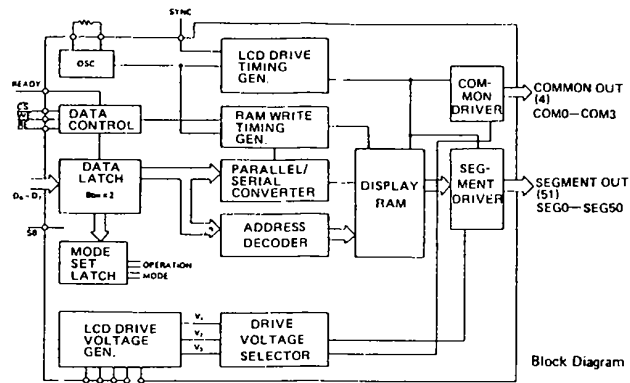 SYNC
OSC
LCD DRIVE
TIMING
GEN.
READY
CS
DATA
CONTROL
RAM WRITE
TIMING
GEN.
COM-
MON
DRIVER
COMMON OUT
(4)
COM0—COM3
DATA
LATCH
8bit × 2
D₀ - D₇
PARALLEL/
SERIAL
CONVERTER
DISPLAY
RAM
SEG-
MENT
DRIVER
SEGMENT OUT
(51)
SEG0—SEG50
ADDRESS
DECODER
SB
MODE
SET
LATCH
OPERATION
MODE
LCD DRIVE
VOLTAGE
GEN.
V₁
V₂
V₃
DRIVE
VOLTAGE
SELECTOR
Block Diagram